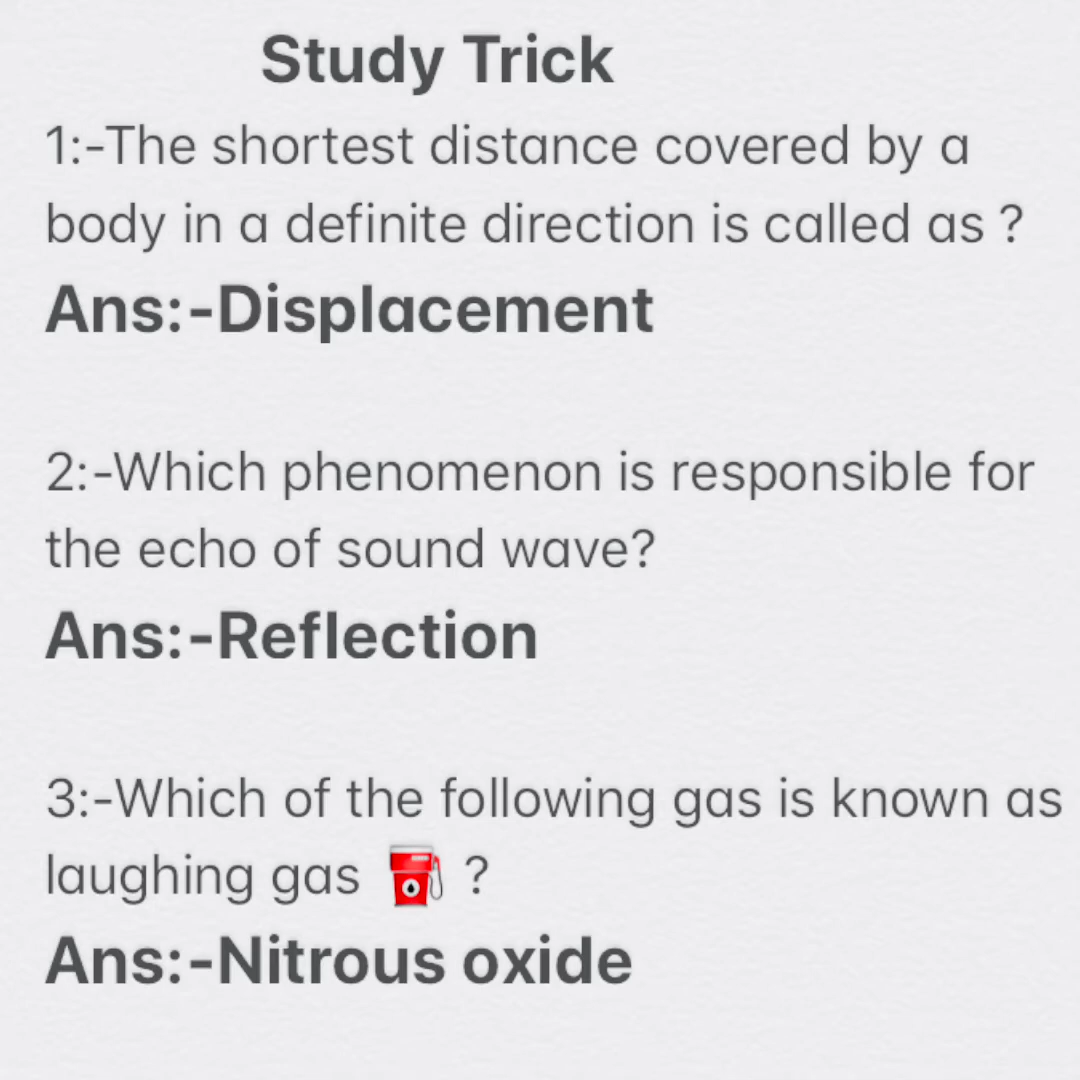 Study Trick
1:-The shortest distance covered by a
body in a definite direction is called as ?
Ans:-Displacement
2:-Which phenomenon is responsible for
the echo of sound wave?
Ans:-Reflection
3:-Which of the following gas is known as
laughing gas ⛽ ?
Ans:-Nitrous oxide